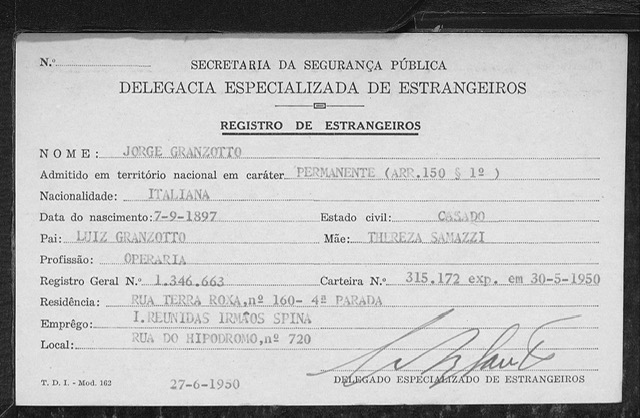 N.º
SECRETARIA DA SEGURANÇA PÚBLICA
DELEGACIA ESPECIALIZADA DE ESTRANGEIROS
REGISTRO DE ESTRANGEIROS
NOME: JORGE GRANZOTTO
Admitido em território nacional em caráter PERMANENTE (ARR.150 § 1º )
Nacionalidade: ITALIANA
Data do nascimento: 7-9-1897 Estado civil: CASADO
Pai: LUIZ GRANZOTTO Mãe: THEREZA SAMAZZI
Profissão: OPERARIA
Registro Geral N.º 1.346.663 Carteira N.º 315.172 exp. em 30-5-1950
Residência: RUA TERRA ROXA,nº 160- 4ª PARADA
Emprêgo: I.REUNIDAS IRMÃOS SPINA
Local: RUA DO HIPODROMO,nº 720
T. D. I. - Mod. 162 27-6-1950 DELEGADO ESPECIALIZADO DE ESTRANGEIROS